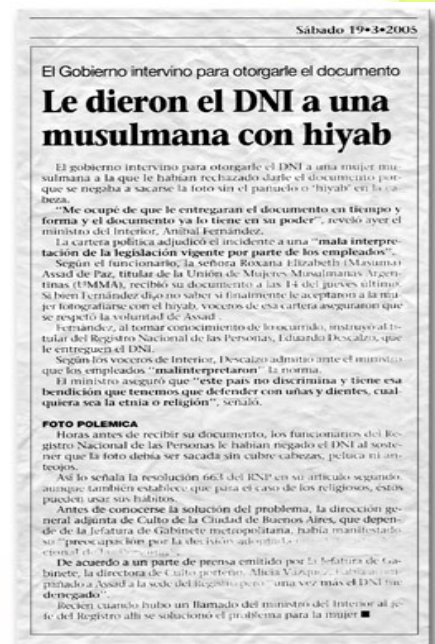 Sábado 19•3•2005
El Gobierno intervino para otorgarle el documento
Le dieron el DNI a una
musulmana con hiyab
El gobierno intervino para otorgarle el DNI a una mujer mu-
sulmana a la que le habían rechazado darle el documento por-
que se negaba a sacarse la foto sin el pañuelo o "hiyab" en la ca-
beza.
"Me ocupé de que le entregaran el documento en tiempo y
forma y el documento ya lo tiene en su poder", reveló ayer el
ministro del Interior, Aníbal Fernández.
La cartera política adjudicó el incidente a una "mala interpre-
tación de la legislación vigente por parte de los empleados".
Según el funcionario, la señora Roxana Elizabeth (Masuma)
Assad de Paz, titular de la Unión de Mujeres Musulmanas Argen-
tinas (UMMA), recibió su documento a las 14 del jueves último.
Si bien Fernández dijo no saber si finalmente le aceptaron a la mu-
jer fotografiarse con el hiyab, voceros de esa cartera aseguraron que
se respetó la voluntad de Assad.
Fernández, al tomar conocimiento de lo ocurrido, instruyó al ti-
tular del Registro Nacional de las Personas, Eduardo Descalzo, que
le entreguen el DNI.
Según los voceros de Interior, Descalzo admitió ante el ministro
que los empleados "malinterpretaron" la norma.
El ministro aseguró que "este país no discrimina y tiene esa
bendición que tenemos que defender con uñas y dientes, cual-
quiera sea la etnia o religión", señaló.
FOTO POLEMICA
Horas antes de recibir su documento, los funcionarios del Re-
gistro Nacional de las Personas le habían negado el DNI al soste-
ner que la foto debía ser sacada sin cubre cabezas, peluca ni an-
teojos.
Así lo señala la resolución 663 del RNP en su artículo segundo,
aunque también establece que para el caso de los religiosos, éstos
pueden usar sus hábitos.
Antes de conocerse la solución del problema, la dirección ge-
neral adjunta de Culto de la Ciudad de Buenos Aires, que depen-
de de la Jefatura de Gabinete metropolitana, había manifestado
su "preocupación por la decisión adoptada
De acuerdo a un parte de prensa emitido por la Jefatura de Ga-
binete, la directora de Culto porteño, Alicia Vázquez, había acom-
pañado a Assad a la sede del Registro pero "una vez más el DNI fue
denegado".
Recién cuando hubo un llamado del ministro del Interior al je-
fe del Registro allí se solucionó el problema para la mujer ■